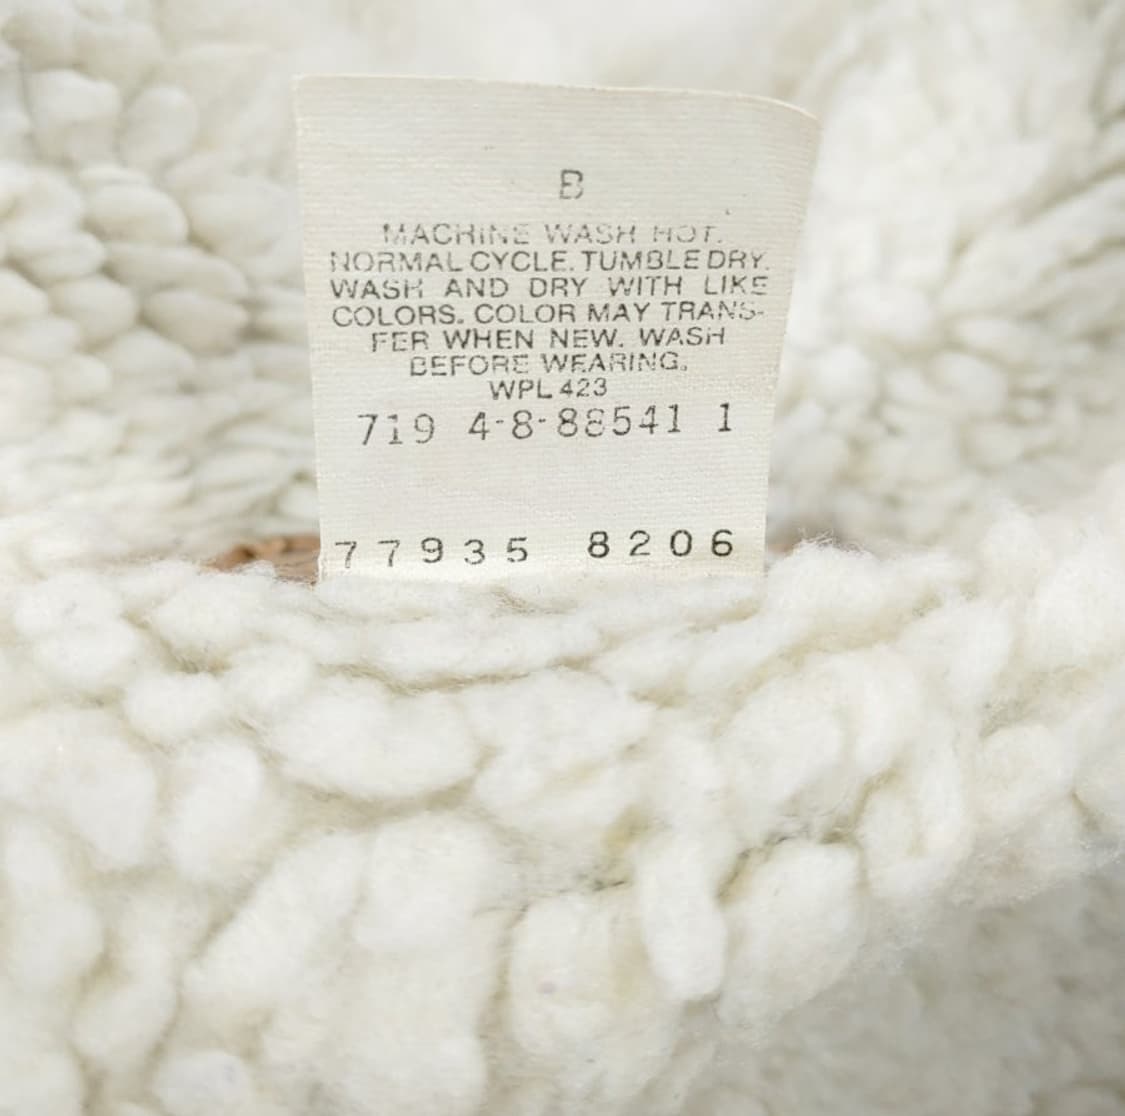 B
MACHINE WASH HOT.
NORMAL CYCLE. TUMBLE DRY.
WASH AND DRY WITH LIKE
COLORS. COLOR MAY TRANS-
FER WHEN NEW. WASH
BEFORE WEARING.
WPL 423
719 4-8-88541 1
77935 8206